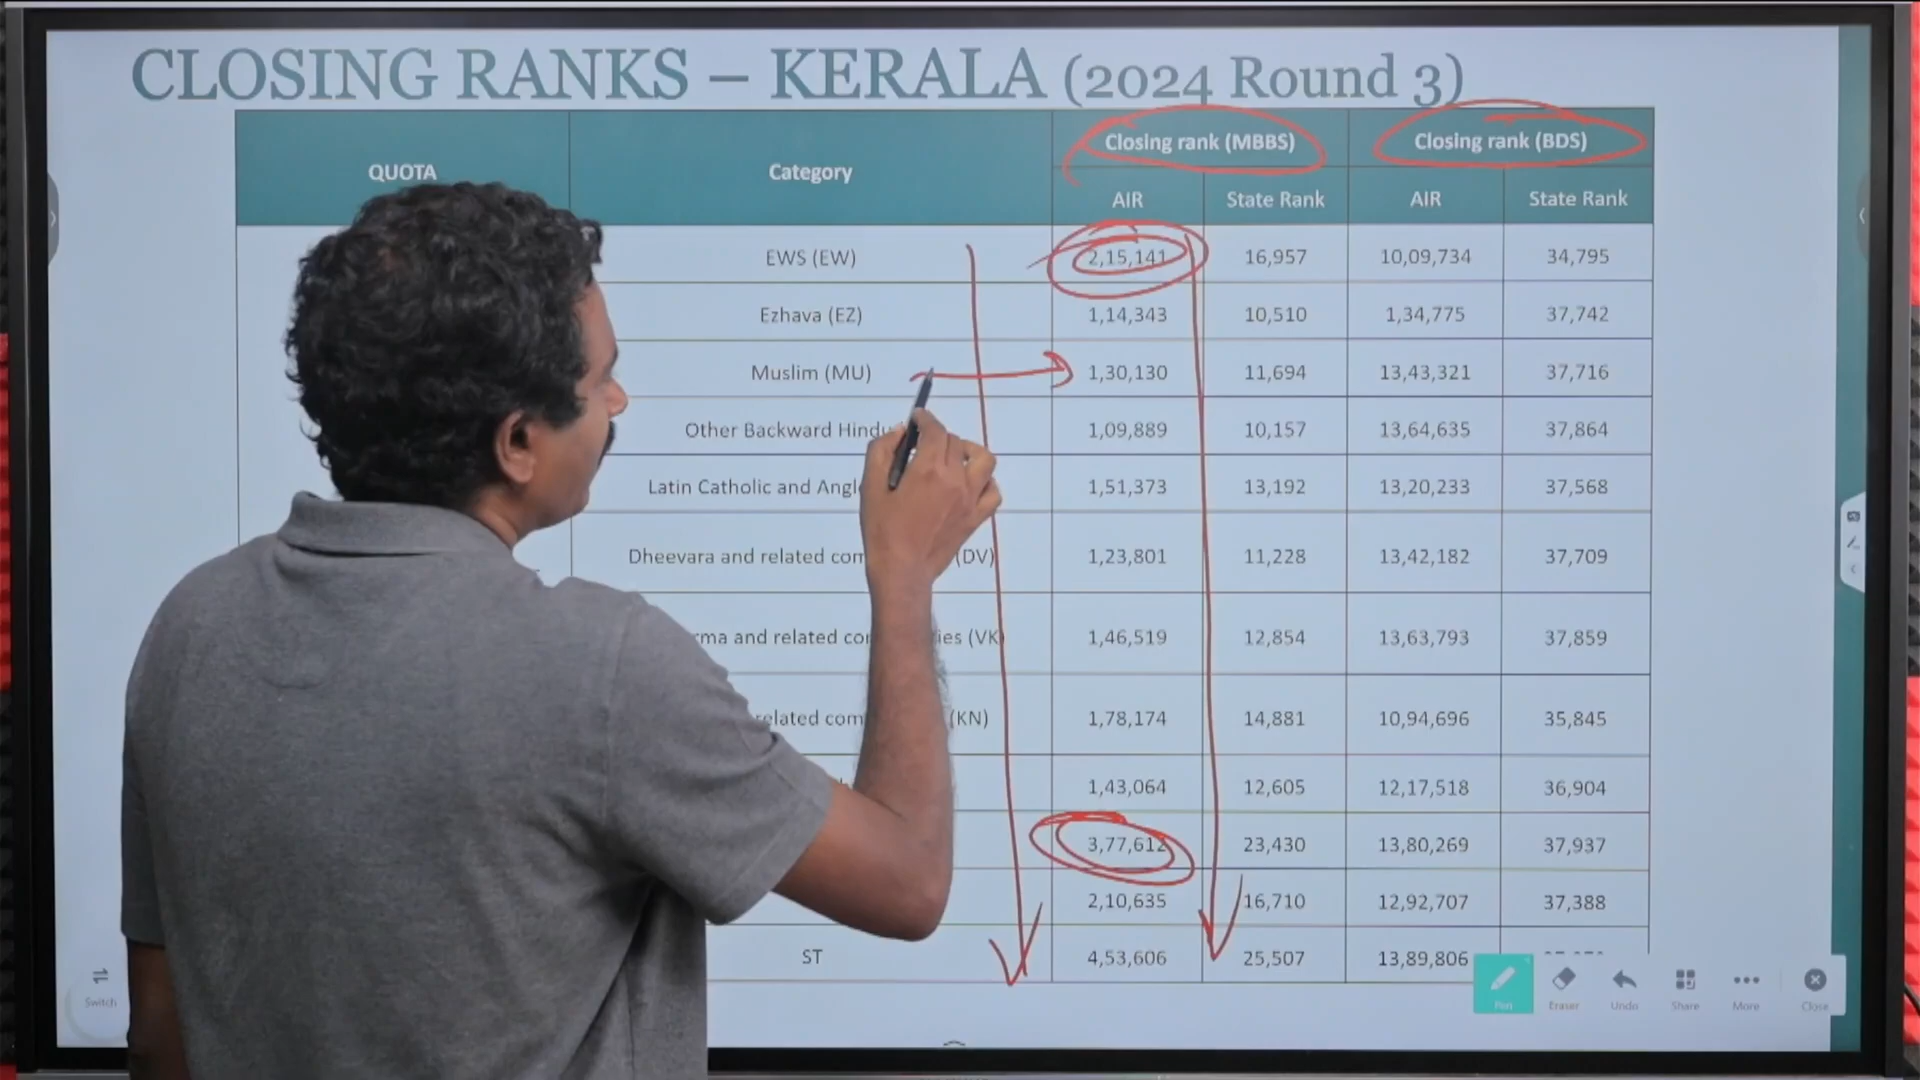 CLOSING RANKS – KERALA (2024 Round 3)
QUOTA Category Closing rank (MBBS) Closing rank (BDS)
AIR State Rank AIR State Rank
EWS (EW) 2,15,141 16,957 10,09,734 34,795
Ezhava (EZ) 1,14,343 10,510 1,34,775 37,742
Muslim (MU) 1,30,130 11,694 13,43,321 37,716
Other Backward Hindu 1,09,889 10,157 13,64,635 37,864
Latin Catholic and 1,51,373 13,192 13,20,233 37,568
Dheevara and related (DV) 1,23,801 11,228 13,42,182 37,709
and related (VK) 1,46,519 12,854 13,63,793 37,859
related (KN) 1,78,174 14,881 10,94,696 35,845
1,43,064 12,605 12,17,518 36,904
3,77,612 23,430 13,80,269 37,937
2,10,635 16,710 12,92,707 37,388
ST 4,53,606 25,507 13,89,806
Switch
Pen Eraser Undo Share More Close